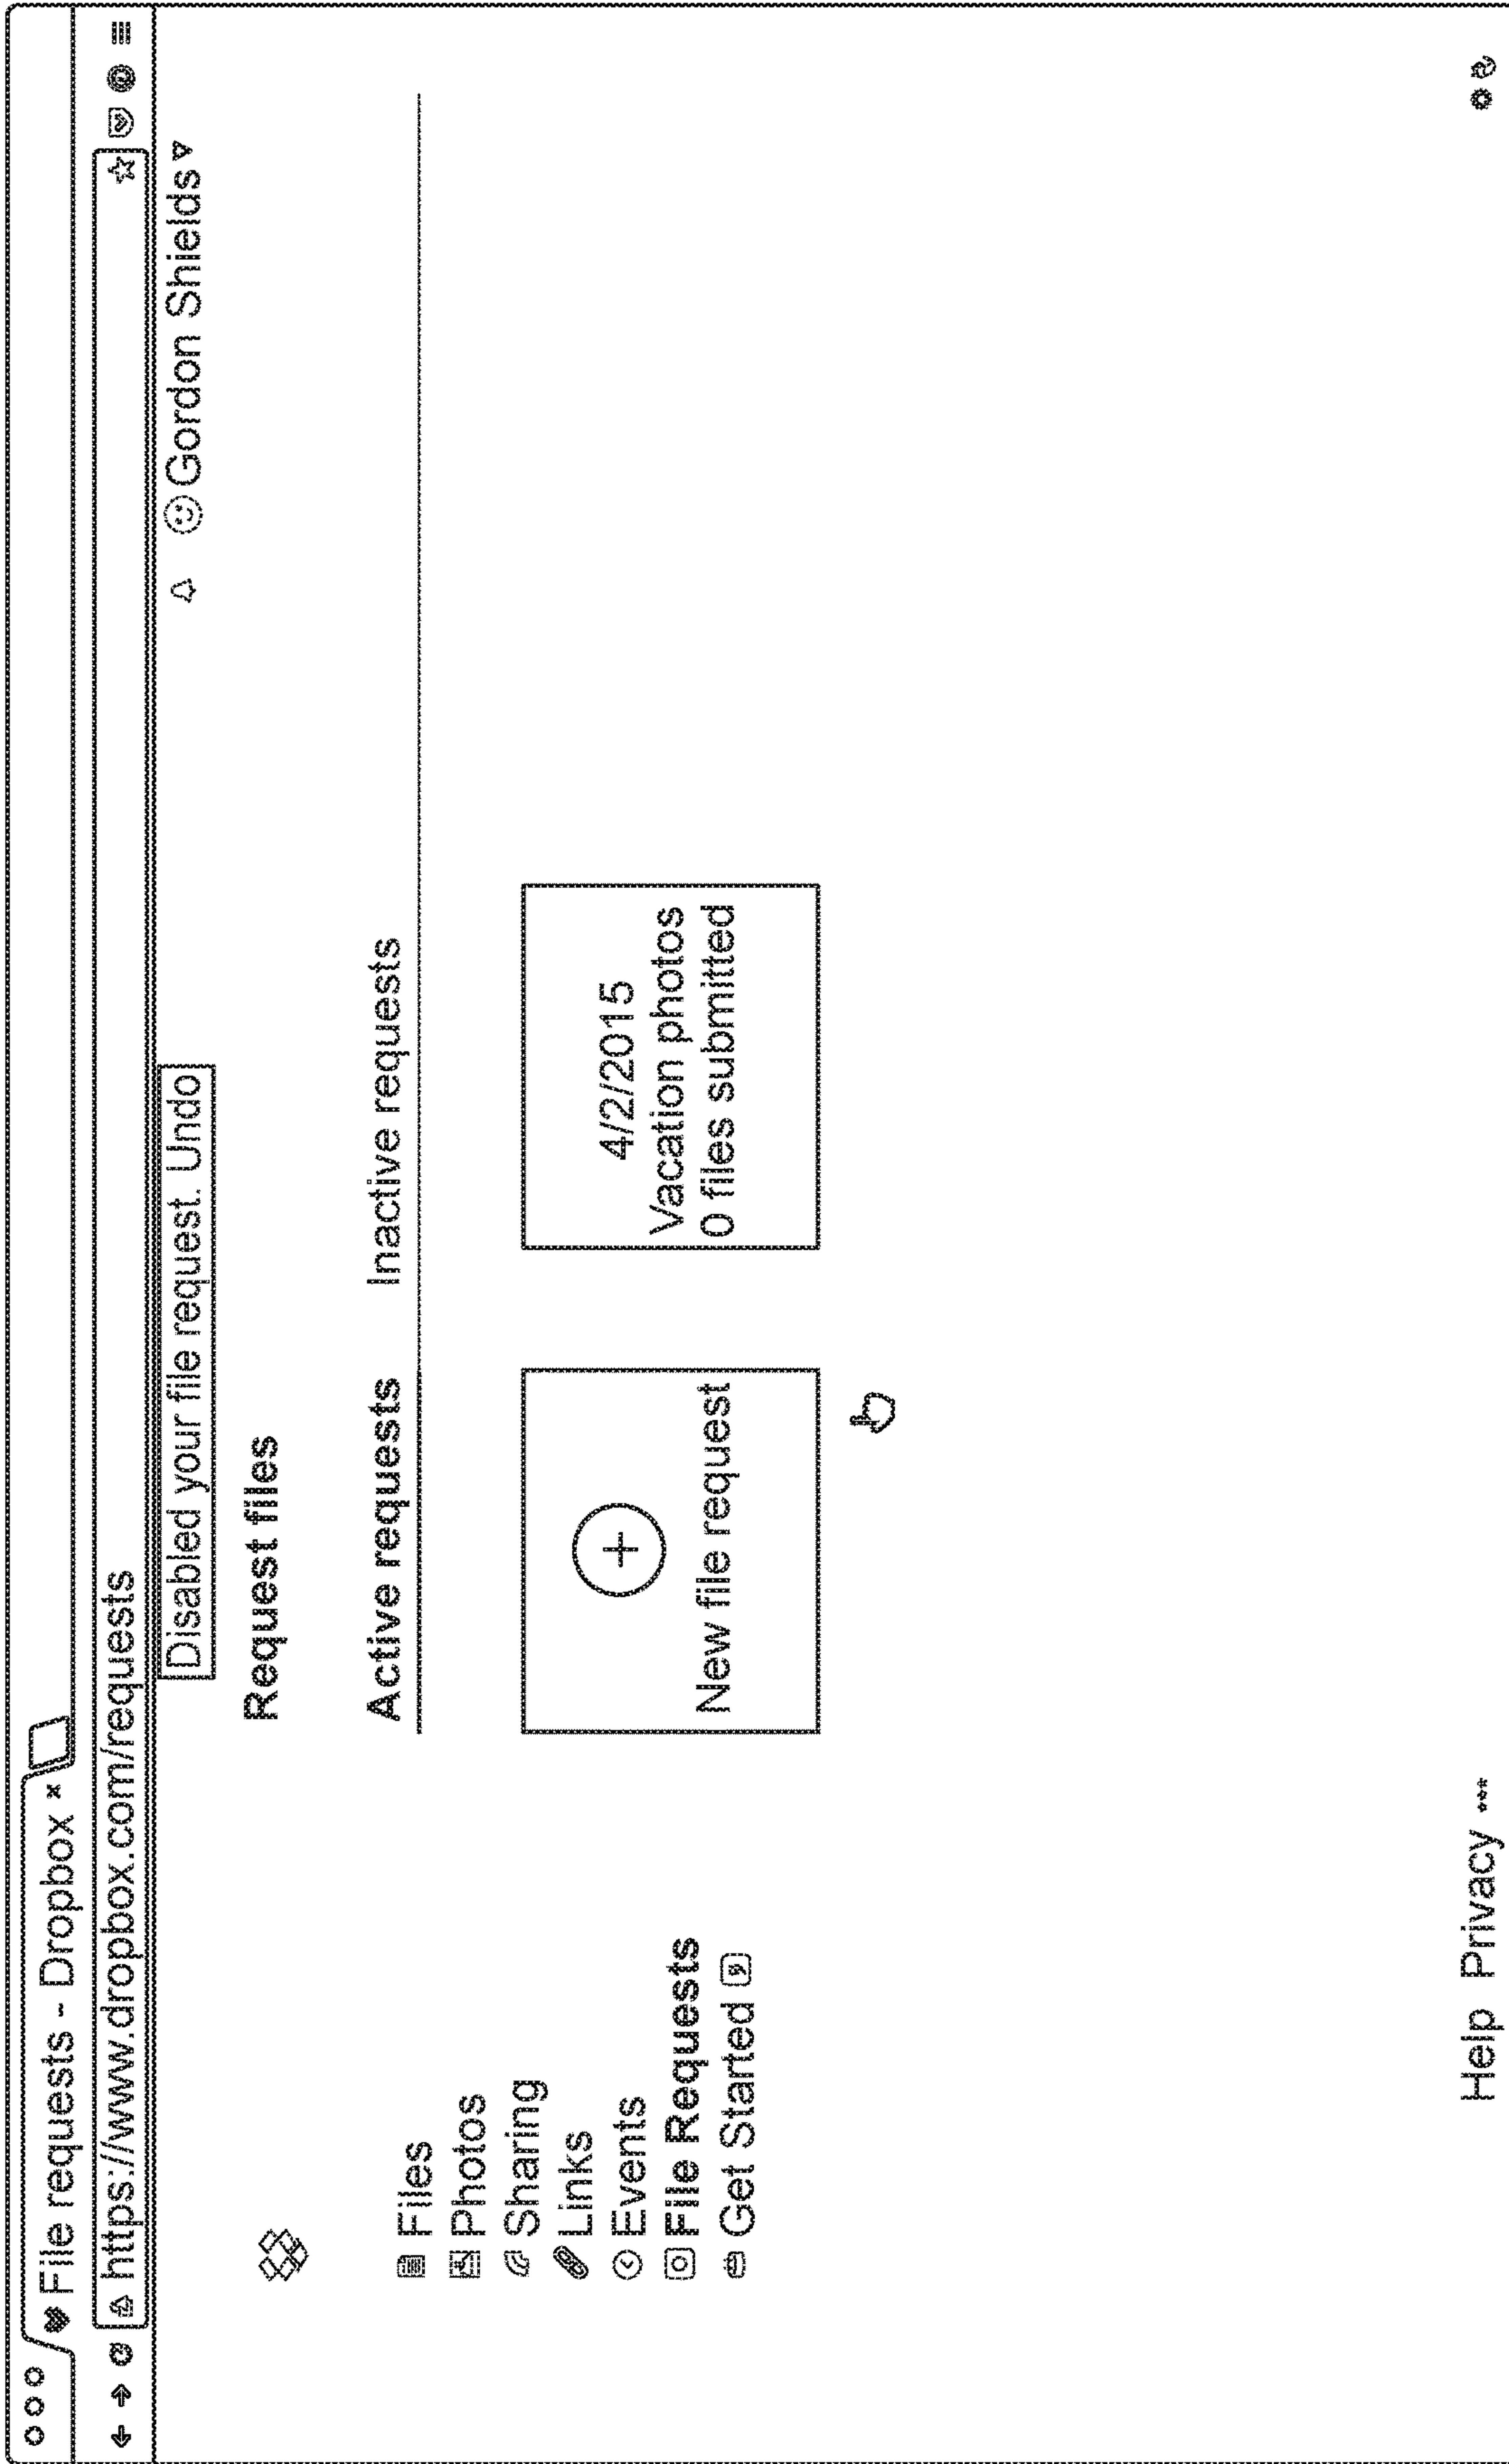 File requests - Dropbox ×
https://www.dropbox.com/requests
Disabled your file request. Undo
Gordon Shields
Request files
Active requests Inactive requests
Files
Photos
Sharing
Links
Events
File Requests
Get Started
+
New file request
4/2/2015
Vacation photos
0 files submitted
Help Privacy